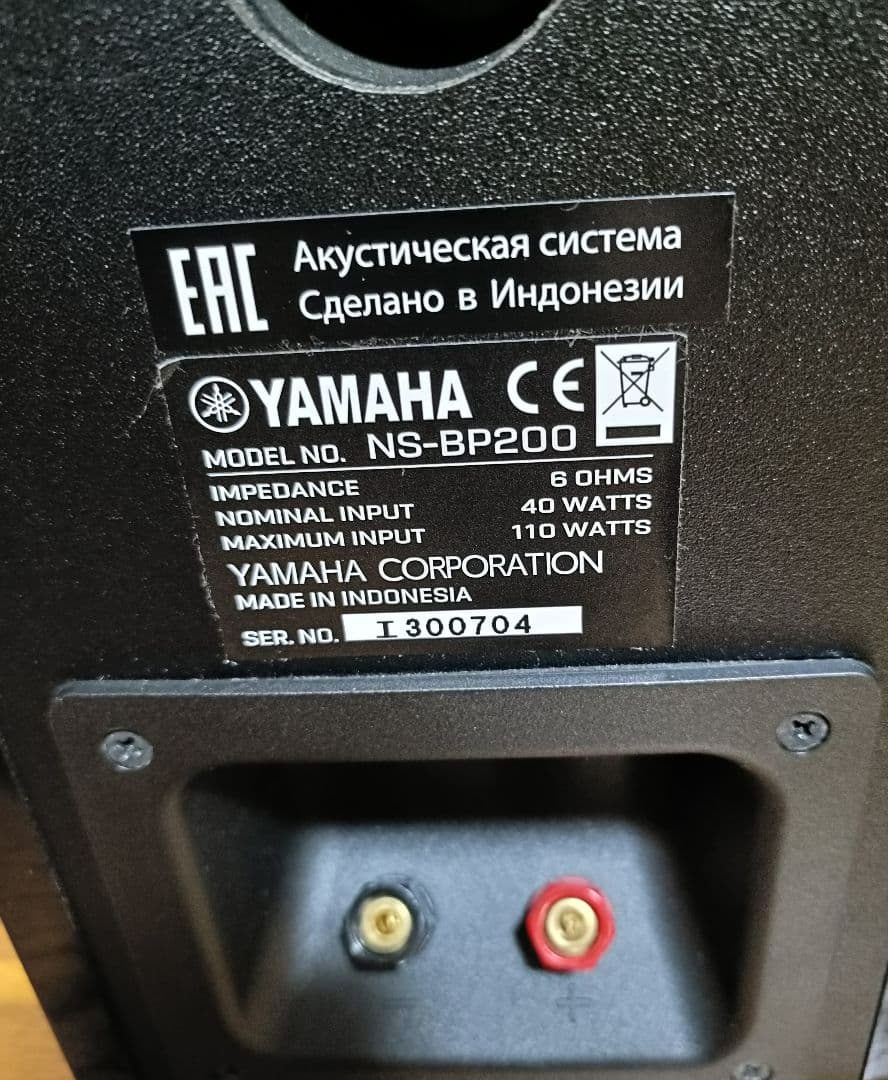 EAC Акустическая система
Сделано в Индонезии
YAMAHA CE
MODEL NO. NS-BP200
IMPEDANCE 6 OHMS
NOMINAL INPUT 40 WATTS
MAXIMUM INPUT 110 WATTS
YAMAHA CORPORATION
MADE IN INDONESIA
SER. NO. I300704
− +